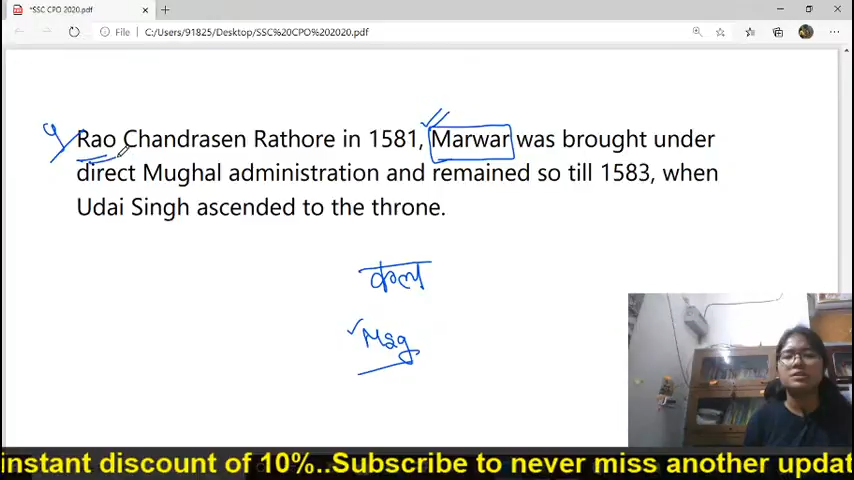 *SSC CPO 2020.pdf
File
C:/Users/91825/Desktop/SSC%20CPO%202020.pdf
Rao Chandrasen Rathore in 1581, Marwar was brought under
direct Mughal administration and remained so till 1583, when
Udai Singh ascended to the throne.
कला
instant discount of 10%..Subscribe to never miss another updat